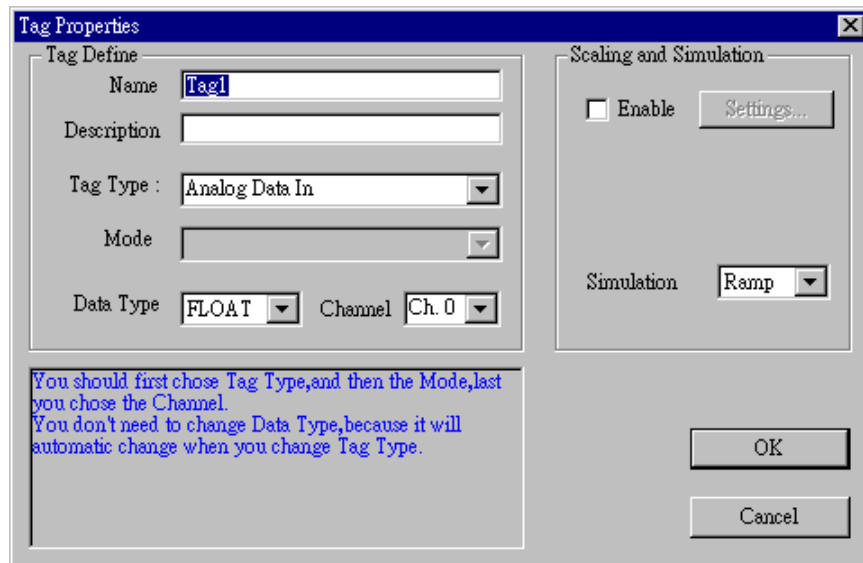 Tag Properties
Tag Define
Name Tag1
Description
Tag Type : Analog Data In
Mode
Data Type FLOAT Channel Ch. 0
Scaling and Simulation
Enable Settings...
Simulation Ramp
You should first chose Tag Type,and then the Mode,last
you chose the Channel.
You don't need to change Data Type,because it will
automatic change when you change Tag Type.
OK
Cancel